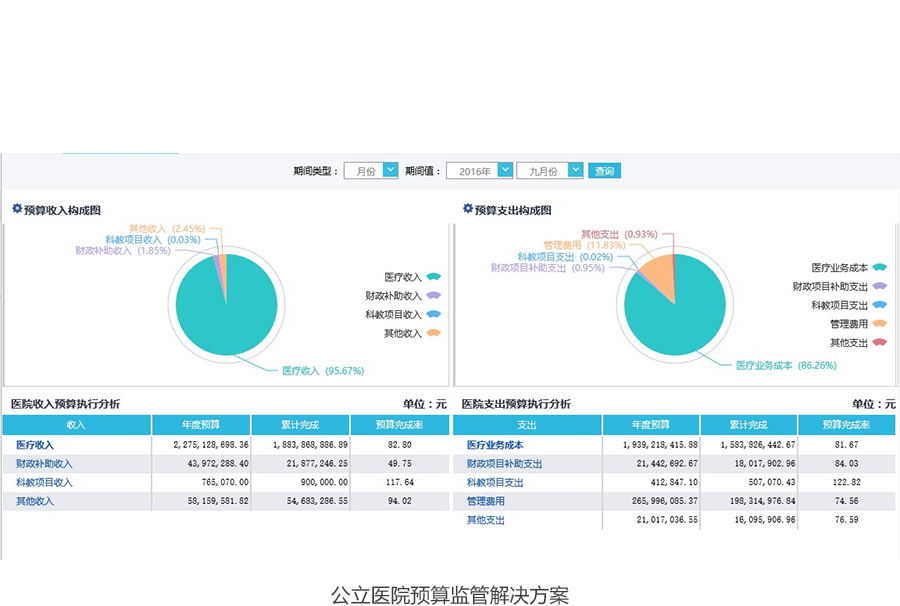 期间类型： 月份 期间值： 2016年 九月份 查询
预算收入构成图
其他收入 (2.45%)
科教项目收入 (0.03%)
财政补助收入 (1.85%)
医疗收入
财政补助收入
科教项目收入
其他收入
医疗收入 (95.67%)
预算支出构成图
其他支出 (0.93%)
管理费用 (11.83%)
科教项目支出 (0.02%)
财政项目补助支出 (0.95%)
医疗业务成本
财政项目补助支出
科教项目支出
管理费用
其他支出
医疗业务成本 (86.26%)
医院收入预算执行分析 单位：元
收入 年度预算 累计完成 预算完成率
医疗收入 2,275,128,698.36 1,883,868,886.89 82.80
财政补助收入 43,972,288.40 21,877,246.25 49.75
科教项目收入 765,070.00 900,000.00 117.64
其他收入 58,159,581.82 54,683,286.55 94.02
医院支出预算执行分析 单位：元
支出 年度预算 累计完成 预算完成率
医疗业务成本 1,939,218,415.88 1,583,826,442.67 81.67
财政项目补助支出 21,442,692.67 18,017,902.96 84.03
科教项目支出 412,847.10 507,070.43 122.82
管理费用 265,996,085.37 198,314,976.84 74.56
其他支出 21,017,036.55 16,095,906.96 76.59
公立医院预算监管解决方案